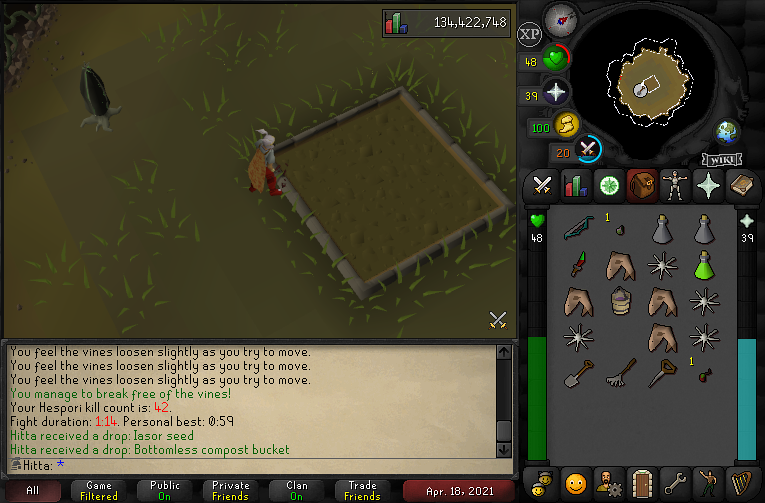 134,422,748
XP
48
39
100
20
WIKI
1
48
39
1
You feel the vines loosen slightly as you try to move.
You feel the vines loosen slightly as you try to move.
You feel the vines loosen slightly as you try to move.
You manage to break free of the vines!
Your Hespori kill count is: 42.
Fight duration: 1:14. Personal best: 0:59
Hitta received a drop: Iasor seed
Hitta received a drop: Bottomless compost bucket
Hitta: *
All
Game
Filtered
Public
On
Private
Friends
Clan
On
Trade
Friends
Apr. 18, 2021